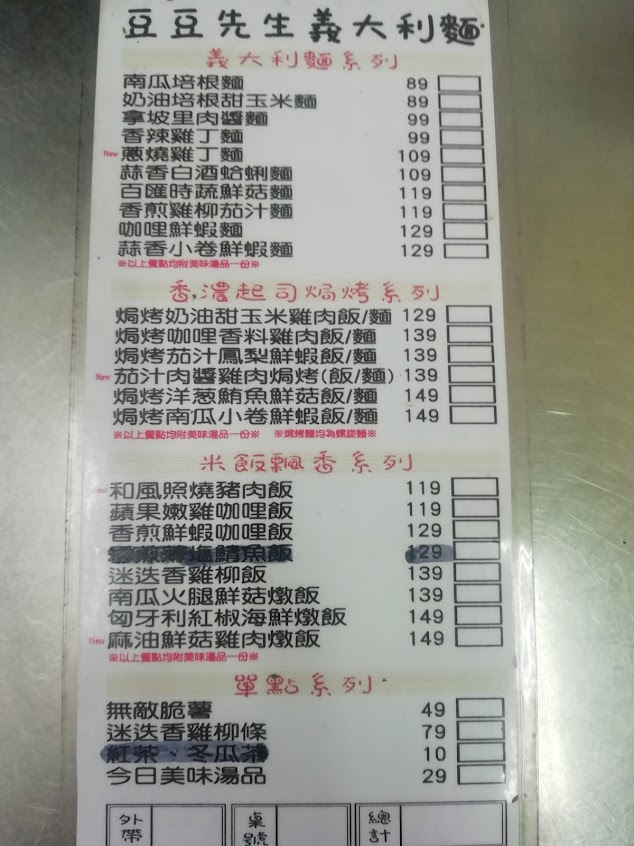 豆豆先生義大利麵
義大利麵系列
南瓜培根麵 89
奶油培根甜玉米麵 89
拿坡里肉醬麵 99
香辣雞丁麵 99
New 蔥燒雞丁麵 109
蒜香白酒蛤蜊麵 109
百匯時蔬鮮菇麵 119
香煎雞柳茄汁麵 119
咖哩鮮蝦麵 129
蒜香小卷鮮蝦麵 129
※以上餐點均附美味湯品一份※
香濃起司焗烤系列
焗烤奶油甜玉米雞肉飯/麵 129
焗烤咖哩香料雞肉飯/麵 139
焗烤茄汁鳳梨鮮蝦飯/麵 139
New 茄汁肉醬雞肉焗烤(飯/麵) 139
焗烤洋蔥鮪魚鮮菇飯/麵 149
焗烤南瓜小卷鮮蝦飯/麵 149
※以上餐點均附美味湯品一份※ ※焗烤麵均為螺旋麵※
米飯飄香系列
New 和風照燒豬肉飯 119
蘋果嫩雞咖哩飯 119
香煎鮮蝦咖哩飯 129
鹽鯖魚飯 129
迷迭香雞柳飯 139
南瓜火腿鮮菇燉飯 149
匈牙利紅椒海鮮燉飯 149
New 麻油鮮菇雞肉燉飯 149
※以上餐點均附美味湯品一份※
單點系列
無敵脆薯 49
迷迭香雞柳條 79
紅茶、冬瓜茶 10
今日美味湯品 29
外帶 桌號 總計